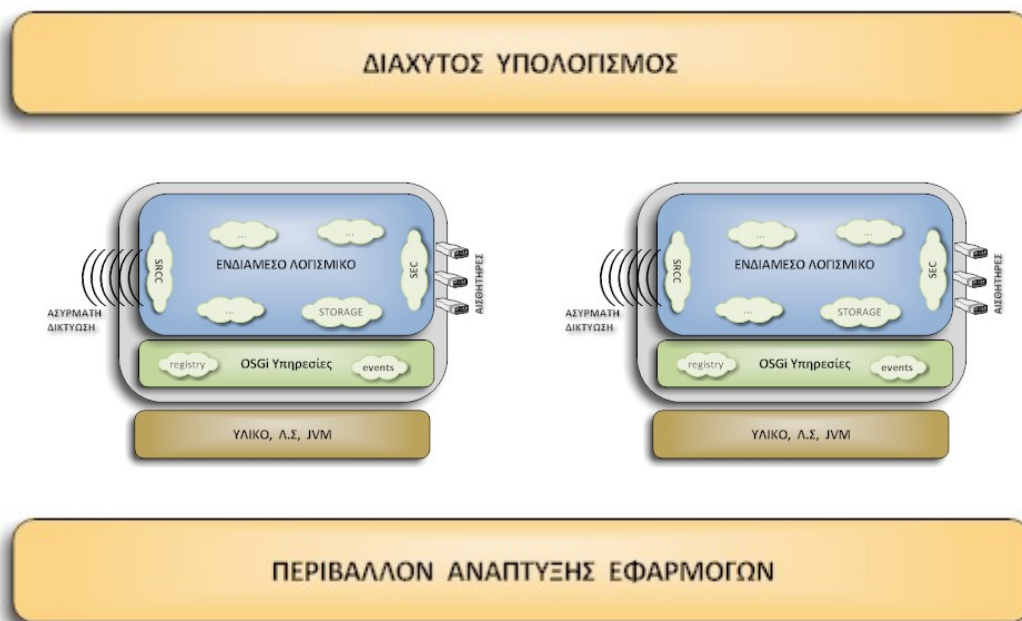 ΔΙΑΧΥΤΟΣ ΥΠΟΛΟΓΙΣΜΟΣ
...
...
SRCC
ΕΝΔΙΑΜΕΣΟ ΛΟΓΙΣΜΙΚΟ
SEC
ΑΙΣΘΗΤΗΡΕΣ
ΑΣΥΡΜΑΤΗ
ΔΙΚΤΥΩΣΗ
...
STORAGE
registry
OSGi Υπηρεσίες
events
ΥΛΙΚΟ, Λ.Σ, JVM
...
...
SRCC
ΕΝΔΙΑΜΕΣΟ ΛΟΓΙΣΜΙΚΟ
SEC
ΑΙΣΘΗΤΗΡΕΣ
ΑΣΥΡΜΑΤΗ
ΔΙΚΤΥΩΣΗ
...
STORAGE
registry
OSGi Υπηρεσίες
events
ΥΛΙΚΟ, Λ.Σ, JVM
ΠΕΡΙΒΑΛΛΟΝ ΑΝΑΠΤΥΞΗΣ ΕΦΑΡΜΟΓΩΝ